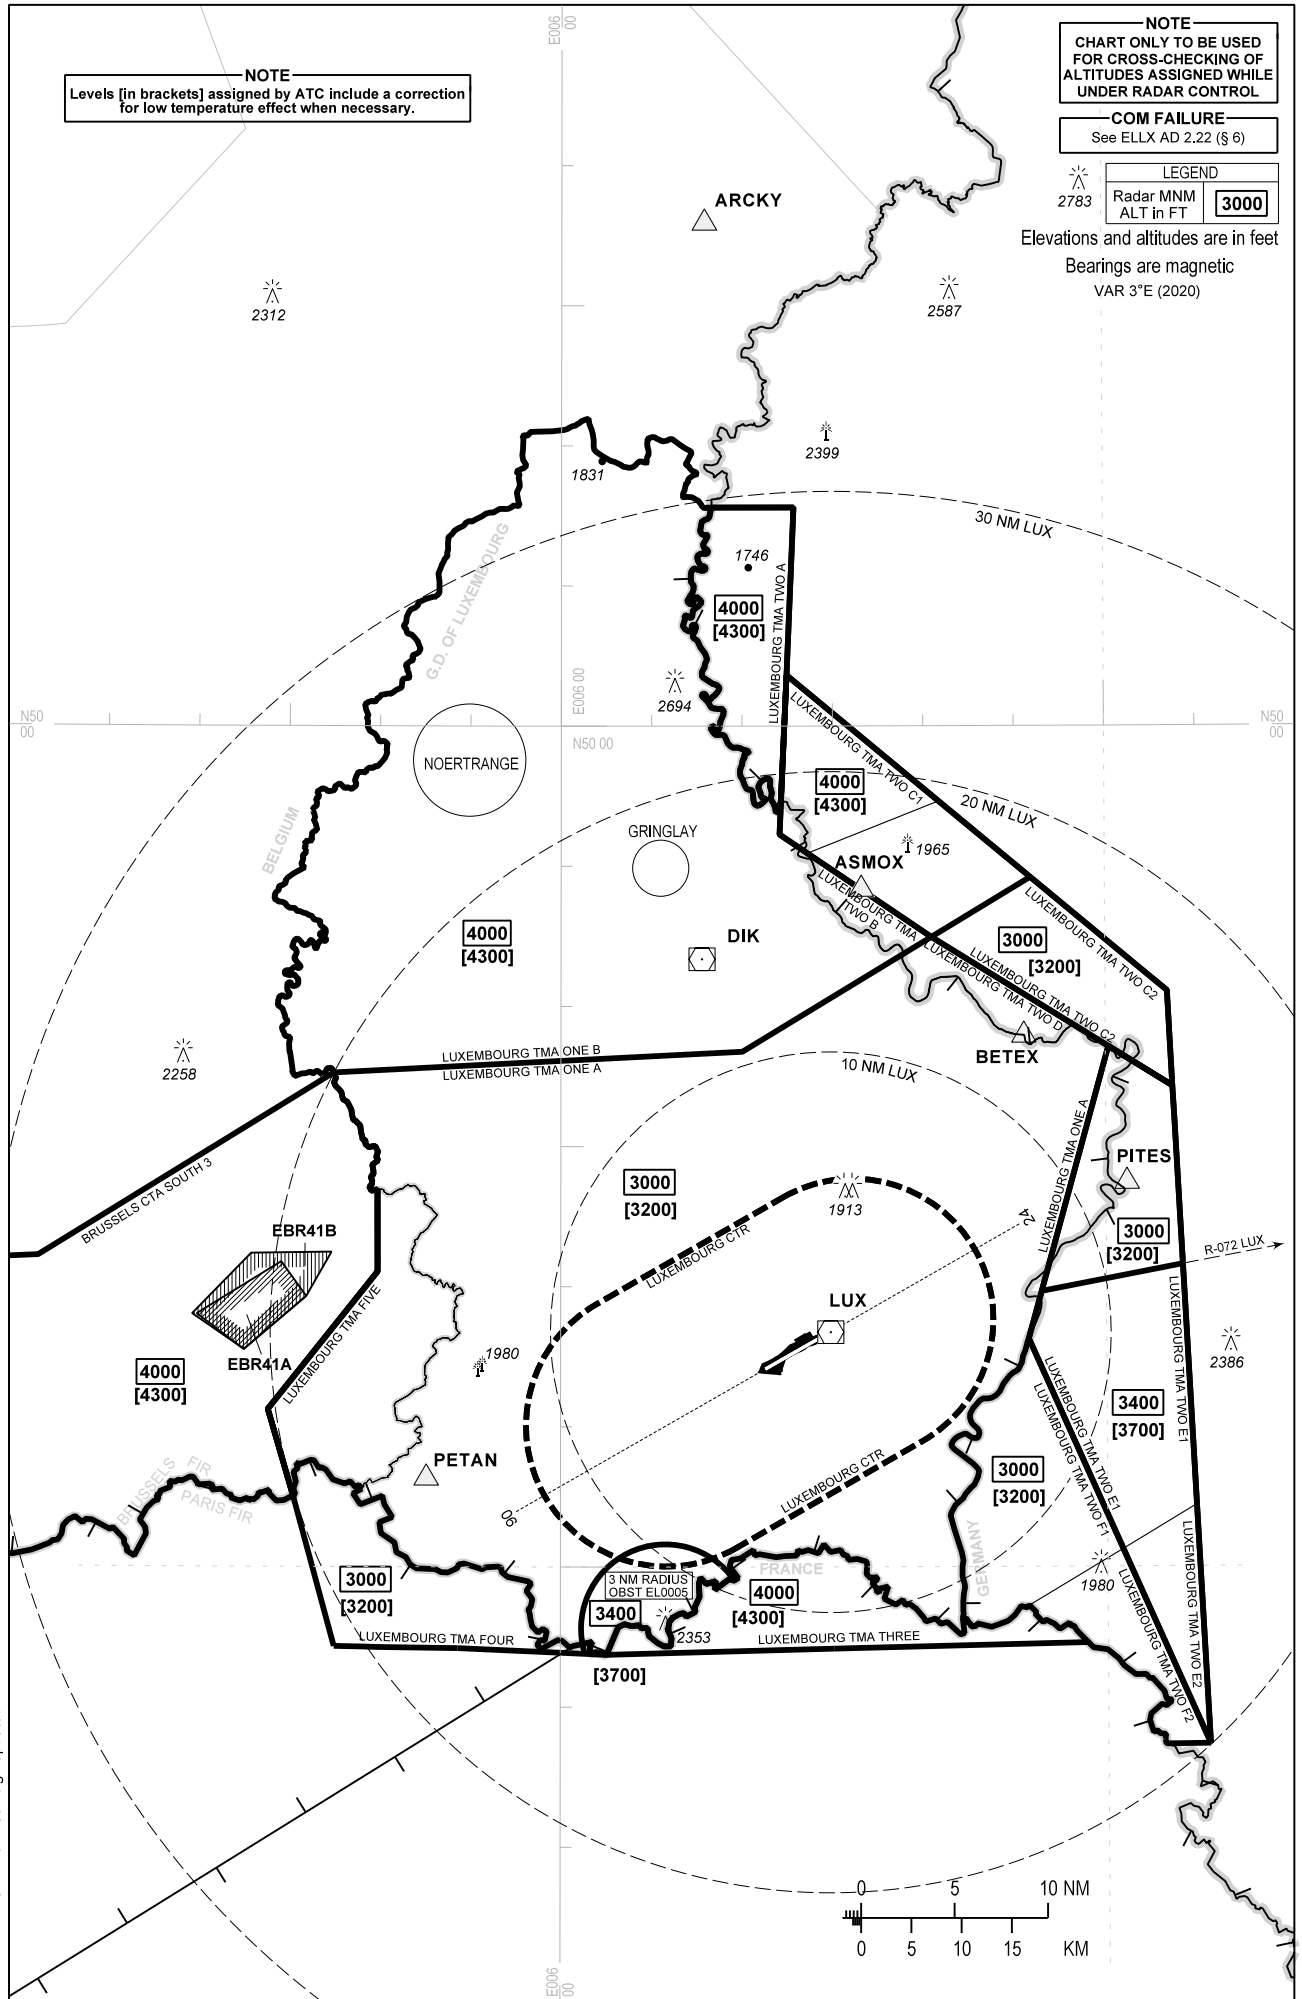 E006
00
NOTE
Levels [in brackets] assigned by ATC include a correction
for low temperature effect when necessary.
NOTE
CHART ONLY TO BE USED
FOR CROSS-CHECKING OF
ALTITUDES ASSIGNED WHILE
UNDER RADAR CONTROL
COM FAILURE
See ELLX AD 2.22 (§ 6)
2783
LEGEND
Radar MNM
ALT in FT
3000
Elevations and altitudes are in feet
Bearings are magnetic
VAR 3°E (2020)
ARCKY
2312
2587
2399
1831
30 NM LUX
G.D. OF LUXEMBOURG
1746
4000
[4300]
LUXEMBOURG TMA TWO A
2694
E006 00
N50
00
N50 00
N50
00
NOERTRANGE
LUXEMBOURG TMA TWO C1
4000
[4300]
20 NM LUX
BELGIUM
GRINGLAY
1965
ASMOX
LUXEMBOURG TMA
TWO B
4000
[4300]
DIK
LUXEMBOURG TMA TWO C2
3000
[3200]
LUXEMBOURG TMA TWO C2
LUXEMBOURG TMA TWO D
BETEX
2258
LUXEMBOURG TMA ONE B
LUXEMBOURG TMA ONE A
10 NM LUX
LUXEMBOURG TMA ONE A
PITES
BRUSSELS CTA SOUTH 3
3000
[3200]
1913
24
3000
[3200]
R-072 LUX
EBR41B
LUXEMBOURG CTR
LUX
LUXEMBOURG TMA FIVE
EBR41A
1980
4000
[4300]
2386
LUXEMBOURG TMA TWO E1
LUXEMBOURG TMA TWO E1
LUXEMBOURG TMA TWO F1
3400
[3700]
PETAN
BRUSSELS FIR
PARIS FIR
LUXEMBOURG CTR
06
3000
[3200]
GERMANY
FRANCE
3000
[3200]
3 NM RADIUS
OBST EL0005
3400
2353
4000
[4300]
1980
LUXEMBOURG TMA FOUR
LUXEMBOURG TMA THREE
[3700]
LUXEMBOURG TMA TWO F2
LUXEMBOURG TMA TWO E2
0 5 10 NM
0 5 10 15 KM
E006
00